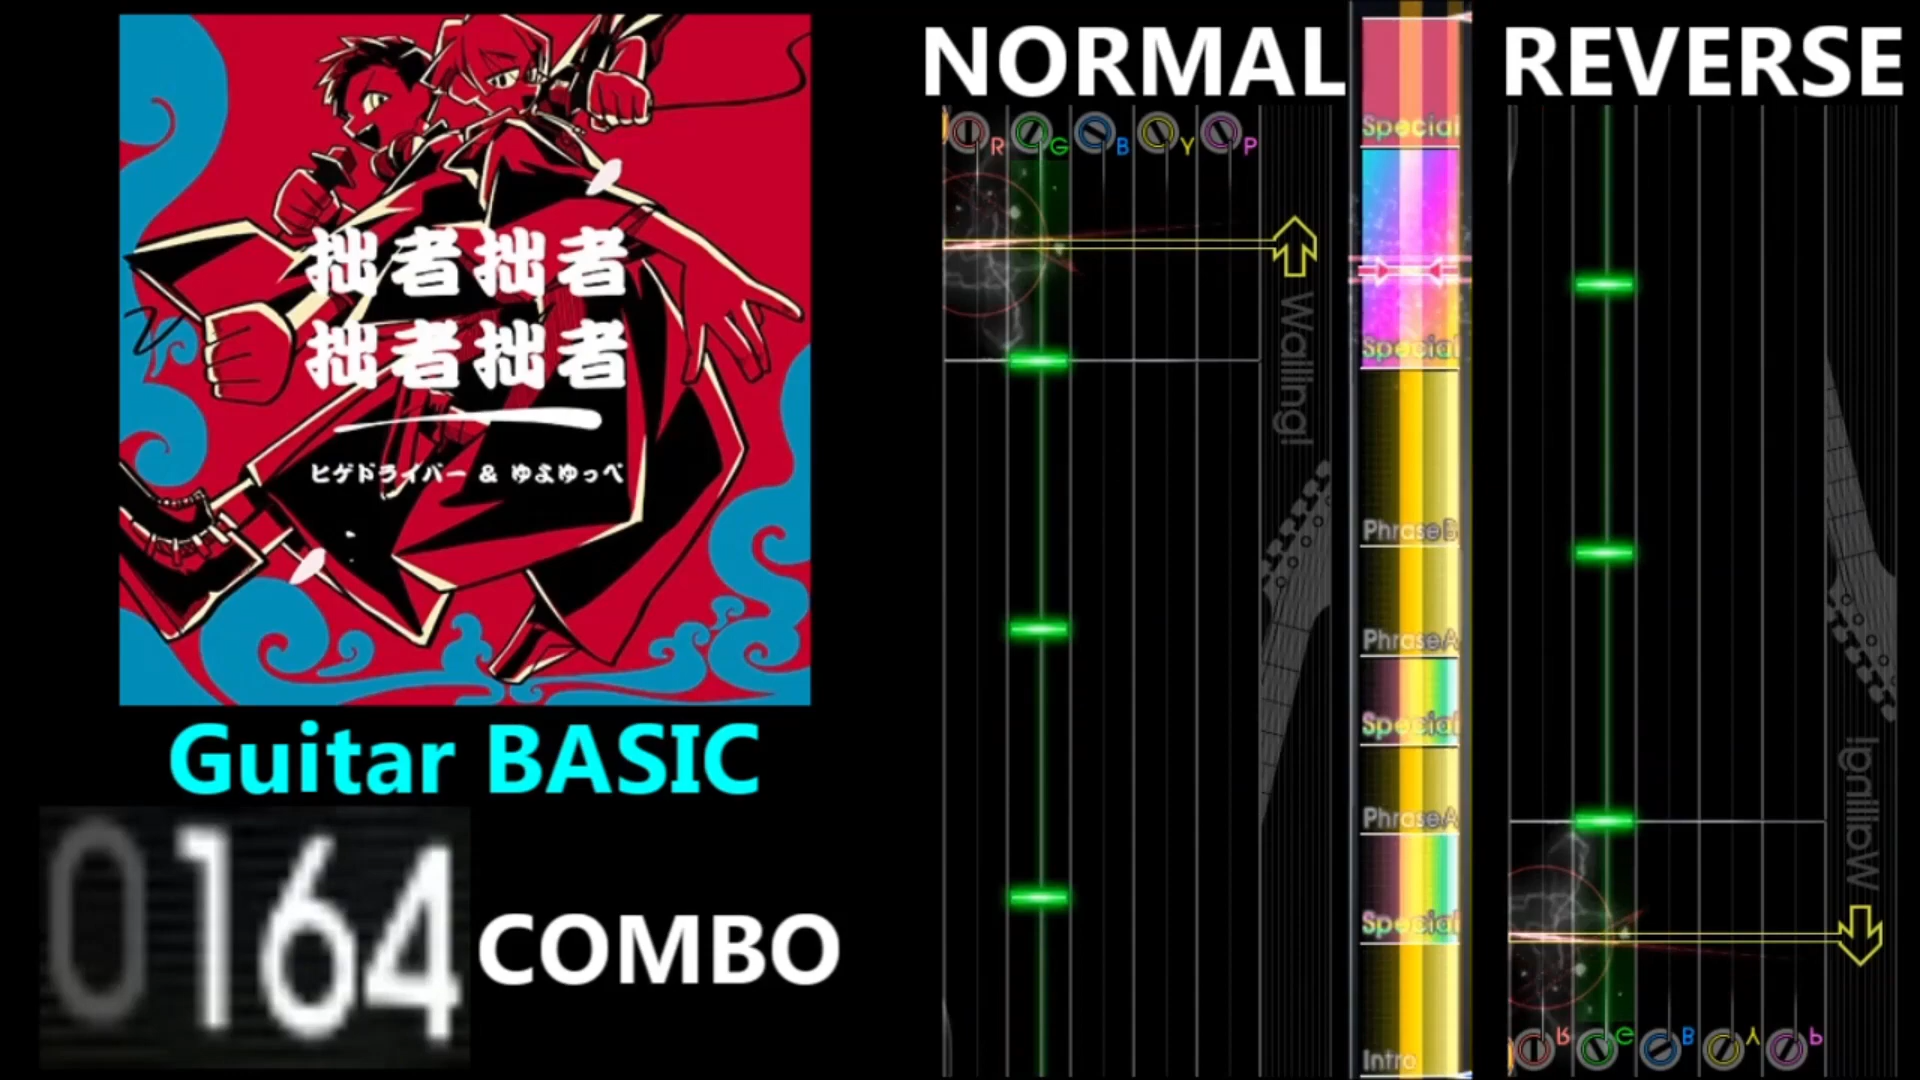 拙者拙者
拙者拙者
ヒゲドライバー & ゆよゆっぺ
Guitar BASIC
0164 COMBO
NORMAL
R G B Y P
Wailing!
Special
Special
PhraseB
PhraseA
Special
PhraseA
Special
Intro
REVERSE
Wailing!
R G B Y P